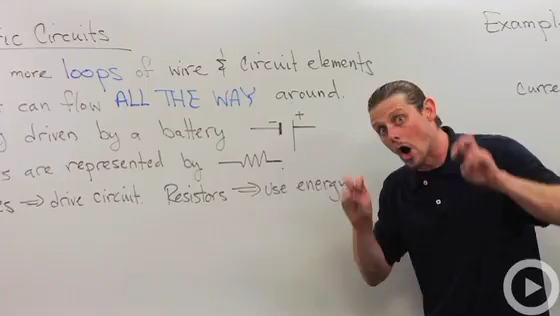 ic Circuits
more loops of wire & circuit elements
can flow ALL THE WAY around.
driven by a battery - +
s are represented by
es ⇒ drive circuit. Resistors ⇒ use energy
Exampl
curre